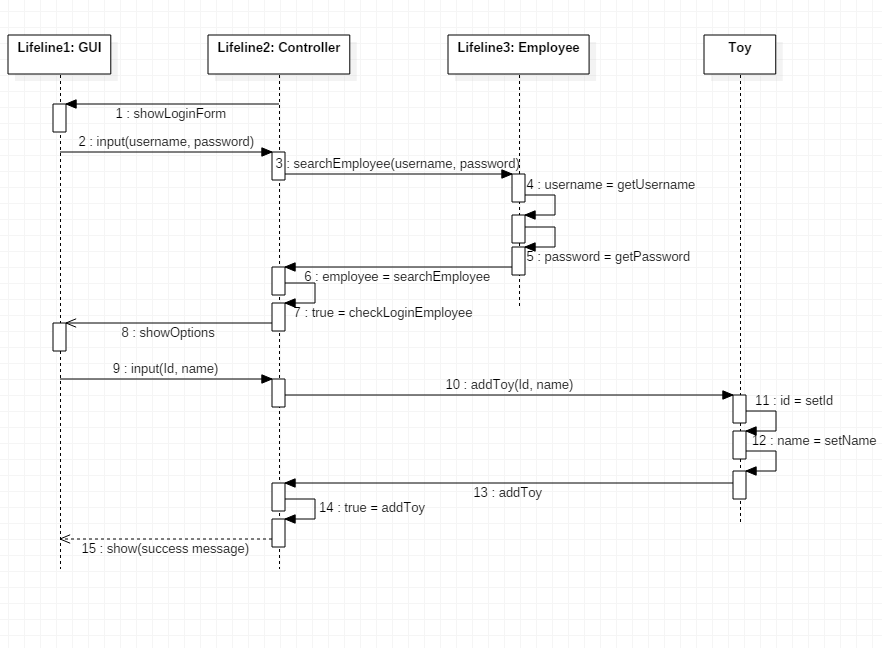 Lifeline1: GUI
Lifeline2: Controller
Lifeline3: Employee
Toy
1 : showLoginForm
2 : input(username, password)
3 : searchEmployee(username, password)
4 : username = getUsername
5 : password = getPassword
6 : employee = searchEmployee
7 : true = checkLoginEmployee
8 : showOptions
9 : input(Id, name)
10 : addToy(Id, name)
11 : id = setId
12 : name = setName
13 : addToy
14 : true = addToy
15 : show(success message)